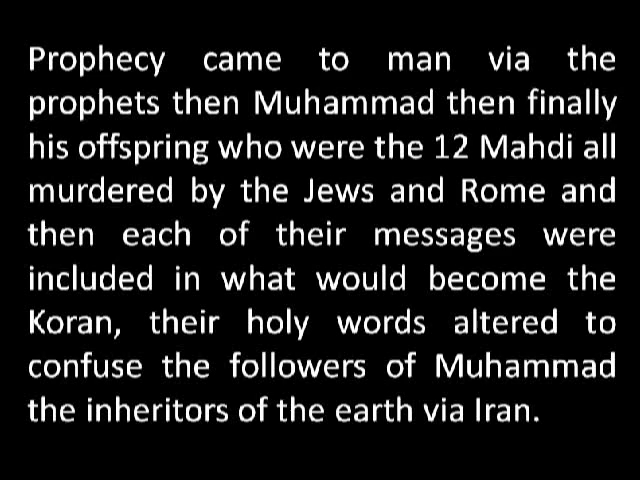 Prophecy came to man via the
prophets then Muhammad then finally
his offspring who were the 12 Mahdi all
murdered by the Jews and Rome and
then each of their messages were
included in what would become the
Koran, their holy words altered to
confuse the followers of Muhammad
the inheritors of the earth via Iran.